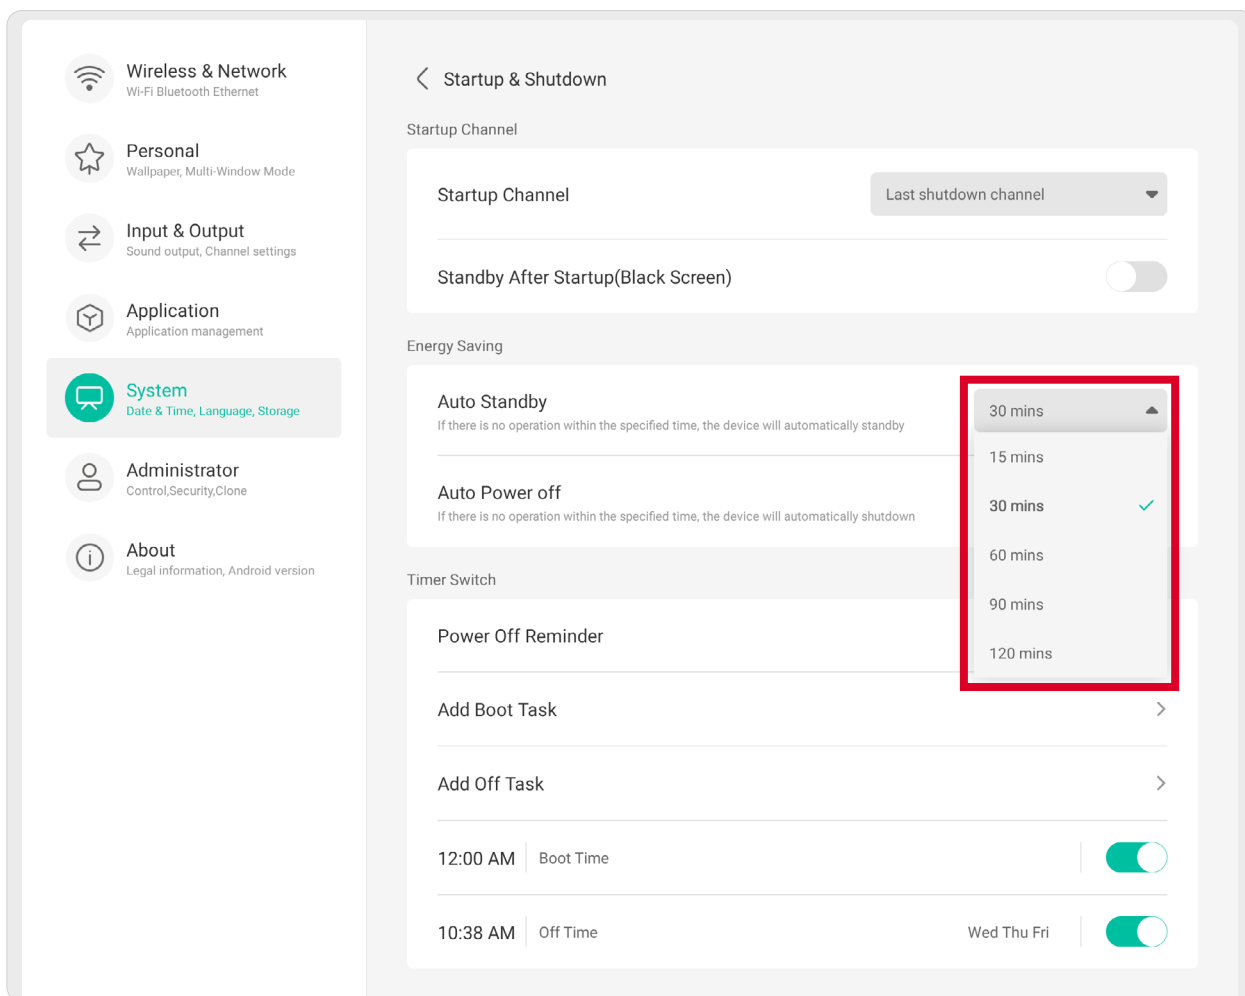 Wireless & Network
Wi-Fi Bluetooth Ethernet
Personal
Wallpaper, Multi-Window Mode
Input & Output
Sound output, Channel settings
Application
Application management
System
Date & Time, Language, Storage
Administrator
Control,Security,Clone
About
Legal information, Android version
Startup & Shutdown
Startup Channel
Startup Channel
Last shutdown channel
Standby After Startup(Black Screen)
Energy Saving
Auto Standby
If there is no operation within the specified time, the device will automatically standby
30 mins
15 mins
30 mins
60 mins
90 mins
120 mins
Auto Power off
If there is no operation within the specified time, the device will automatically shutdown
Timer Switch
Power Off Reminder
Add Boot Task
Add Off Task
12:00 AM Boot Time
10:38 AM Off Time Wed Thu Fri